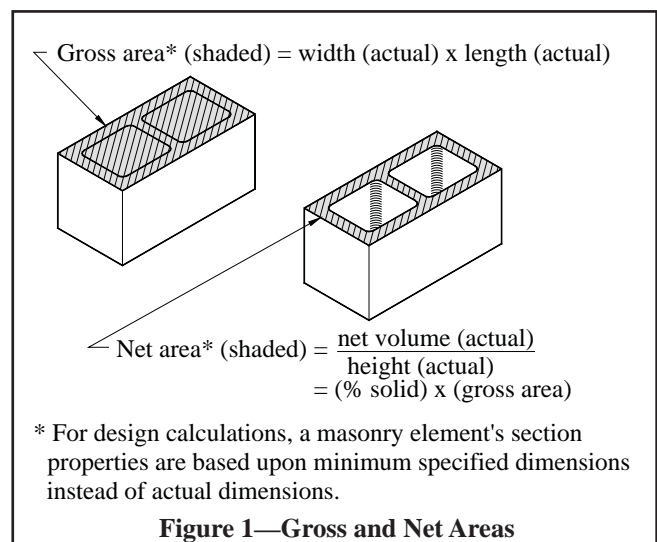 Gross area* (shaded) = width (actual) x length (actual)
Net area* (shaded) = net volume (actual)
height (actual)
= (% solid) x (gross area)
* For design calculations, a masonry element's section
properties are based upon minimum specified dimensions
instead of actual dimensions.
Figure 1—Gross and Net Areas